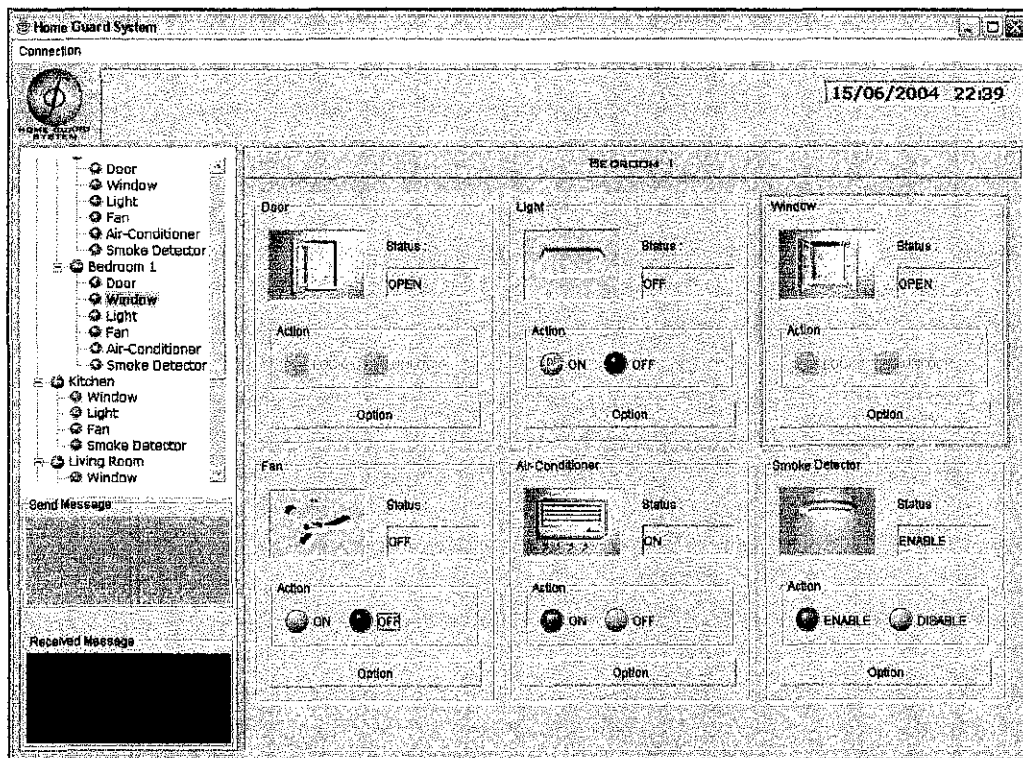 Home Guard System
Connection
HOME GUARD
SYSTEM
15/06/2004 22:39
Door
Window
Light
Fan
Air-Conditioner
Smoke Detector
Bedroom 1
Door
Window
Light
Fan
Air-Conditioner
Smoke Detector
Kitchen
Window
Light
Fan
Smoke Detector
Living Room
Window
Send Message
Received Message
BEDROOM 1
Door
Status :
OPEN
Action
Option
Light
Status
OFF
Action
ON OFF
Option
Window
Status
OPEN
Action
Option
Fan
Status
OFF
Action
ON OFF
Option
Air-Conditioner
Status
ON
Action
ON OFF
Option
Smoke Detector
Status
ENABLE
Action
ENABLE DISABLE
Option